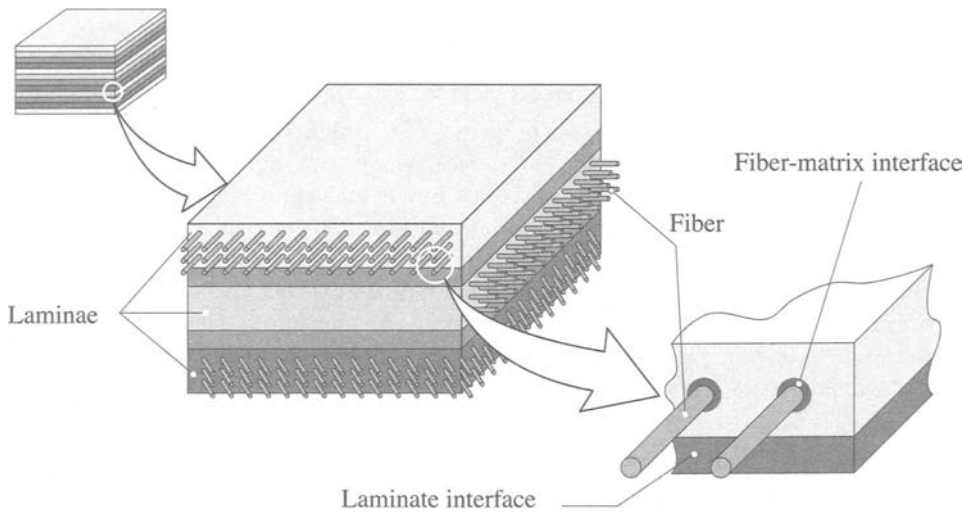 Fiber-matrix interface
Fiber
Laminae
Laminate interface